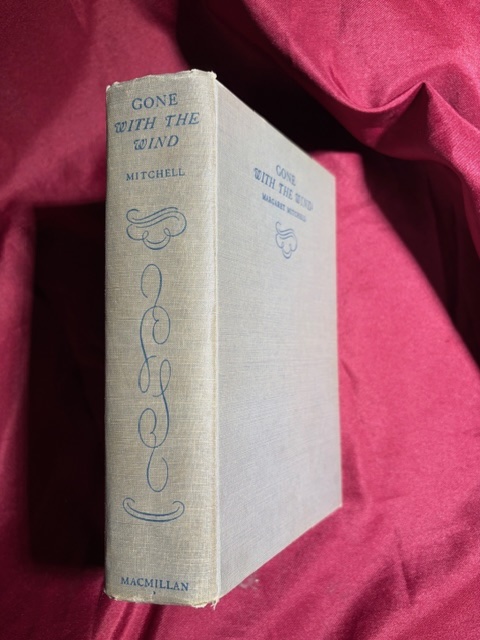 GONE
WITH THE
WIND
MITCHELL
MACMILLAN
GONE
WITH THE WIND
MARGARET MITCHELL